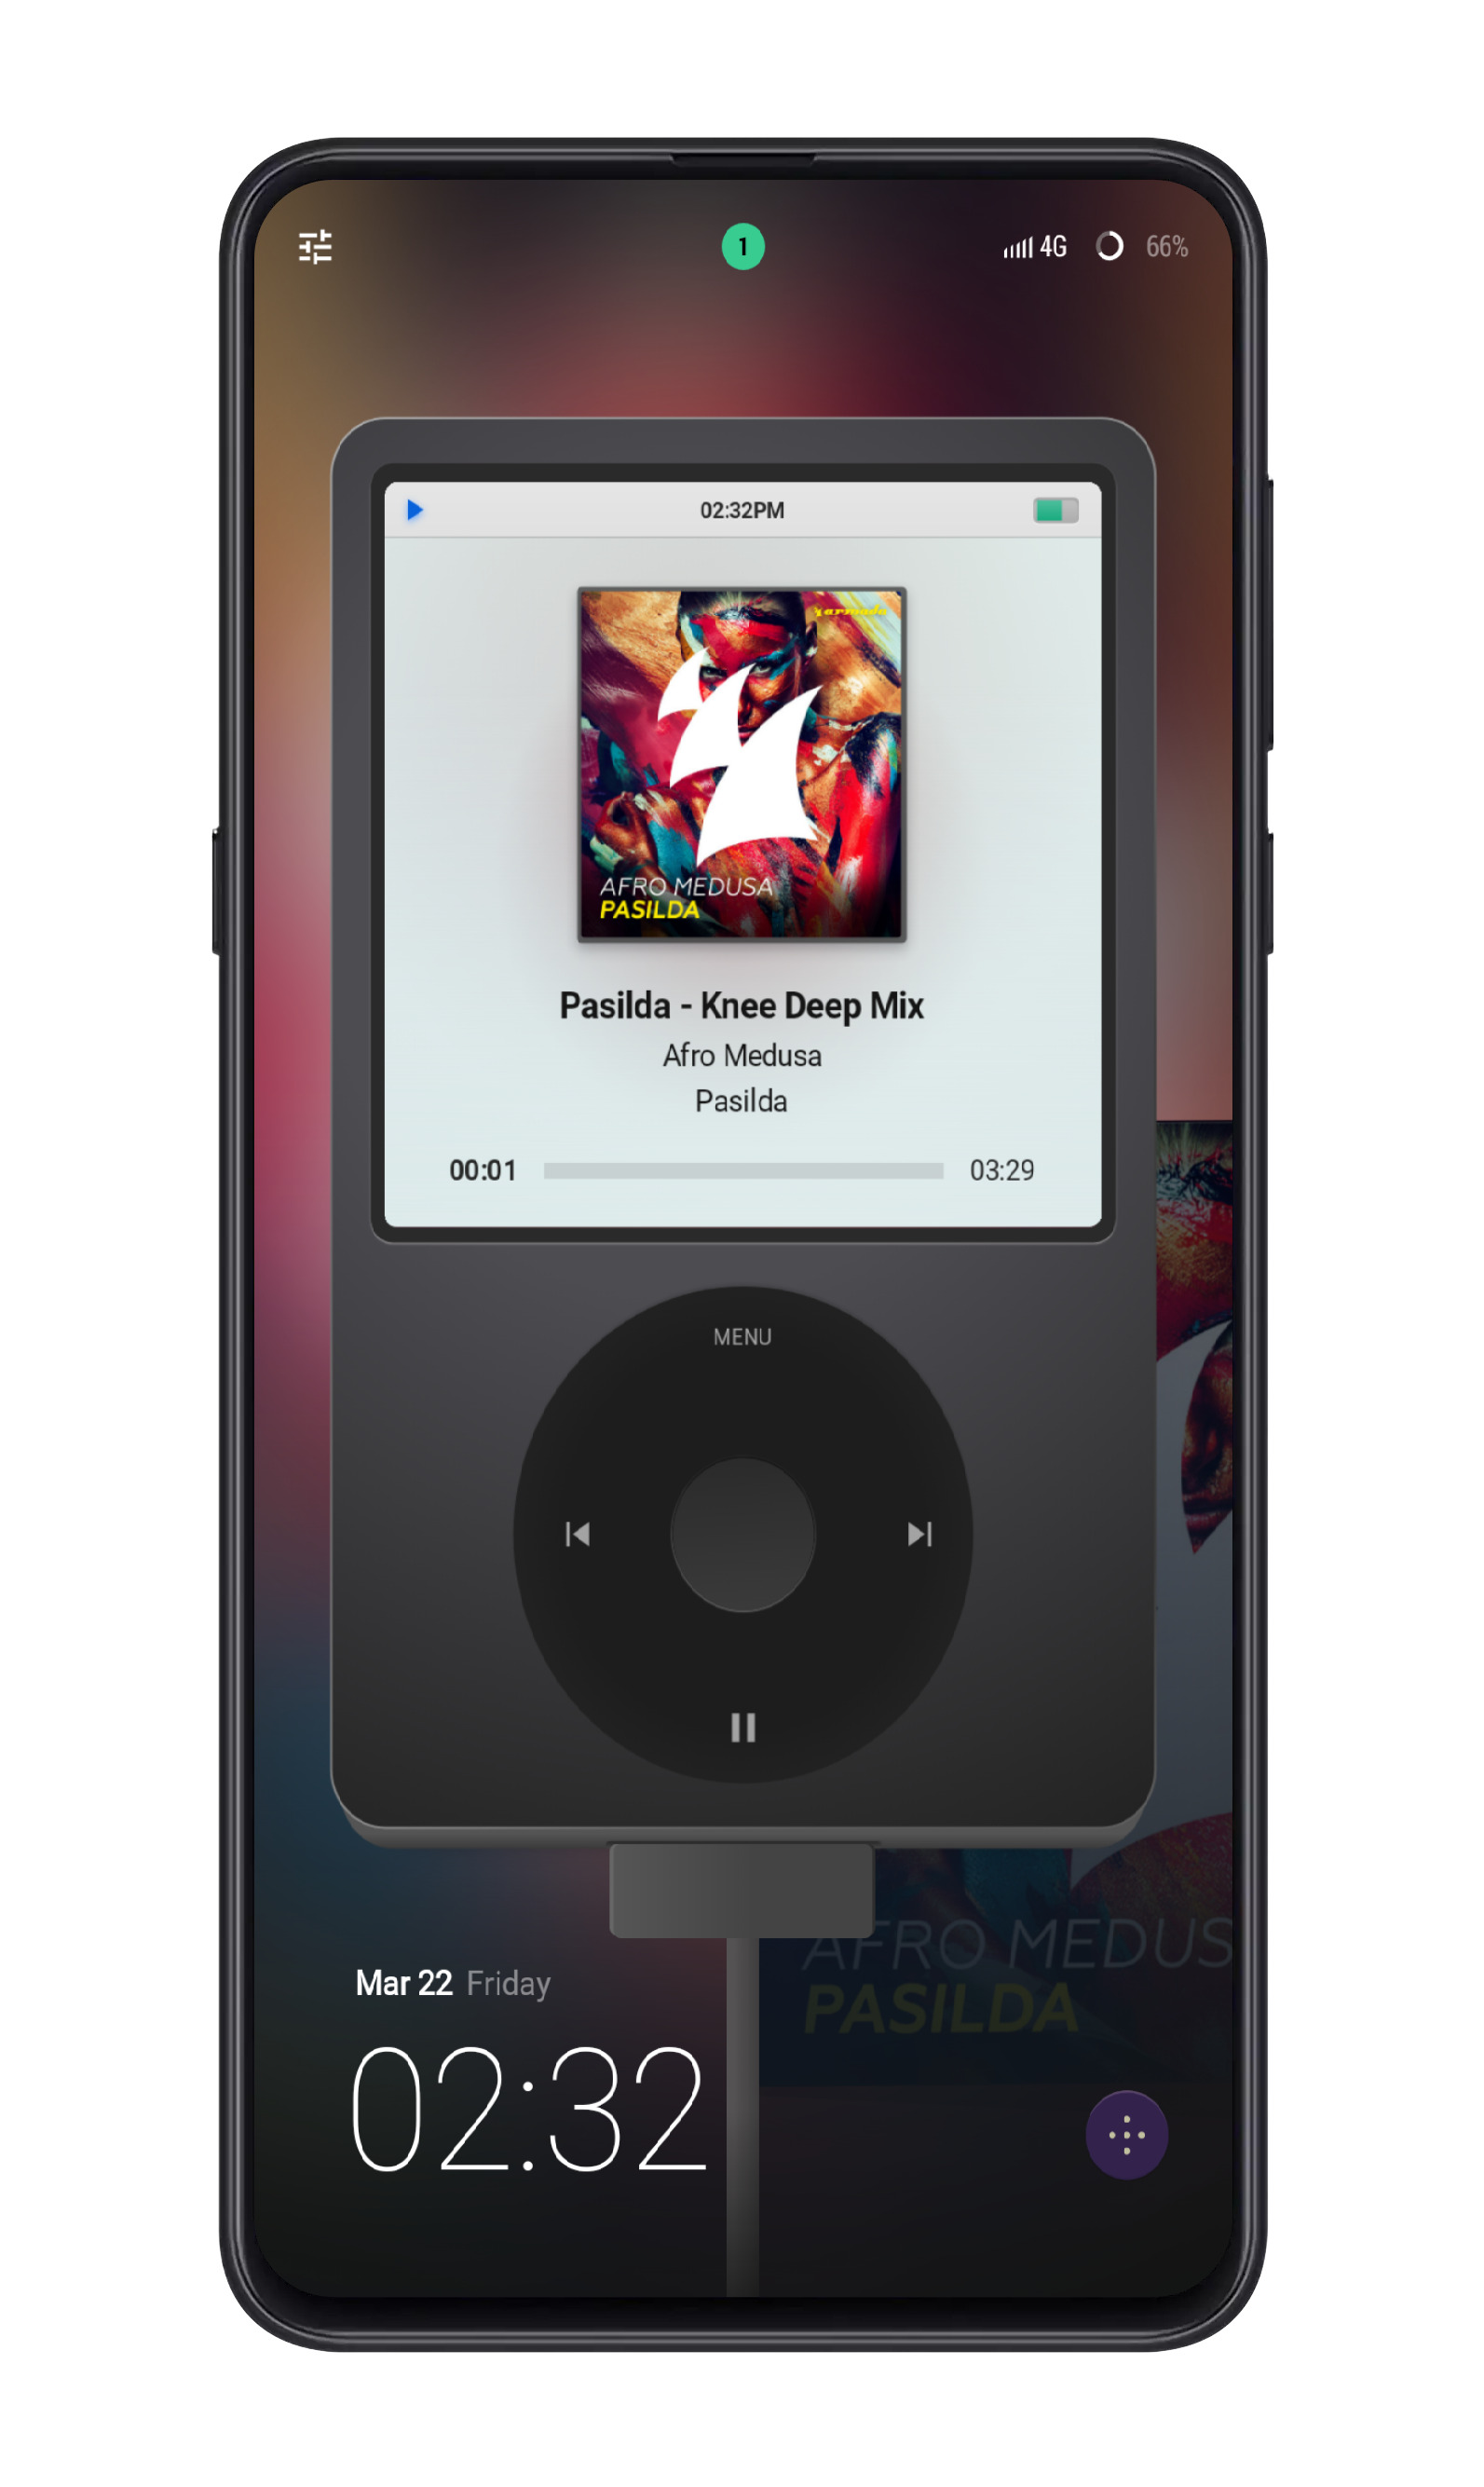 1
4G 66%
02:32PM
armada
AFRO MEDUSA
PASILDA
Pasilda - Knee Deep Mix
Afro Medusa
Pasilda
00:01 03:29
MENU
AFRO MEDUS
PASILDA
Mar 22 Friday
02:32